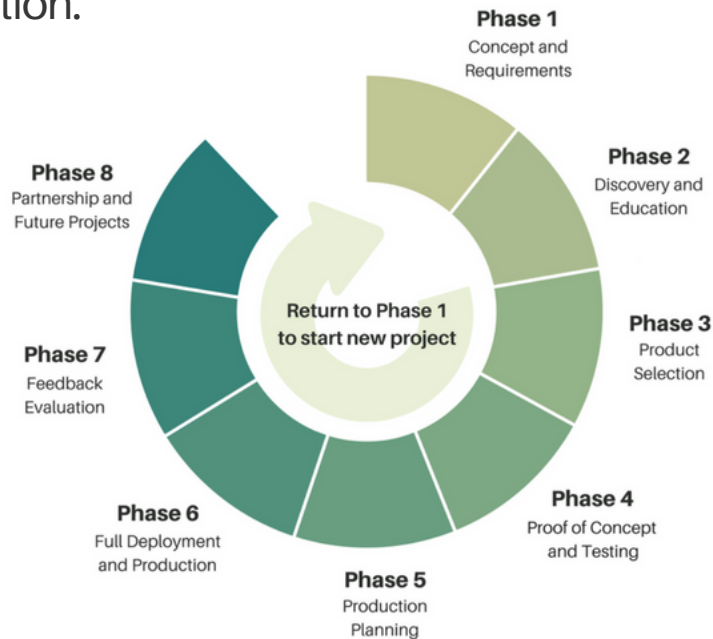 tion.
Phase 1
Concept and
Requirements
Phase 2
Discovery and
Education
Phase 3
Product
Selection
Phase 4
Proof of Concept
and Testing
Phase 5
Production
Planning
Phase 6
Full Deployment
and Production
Phase 7
Feedback
Evaluation
Phase 8
Partnership and
Future Projects
Return to Phase 1
to start new project